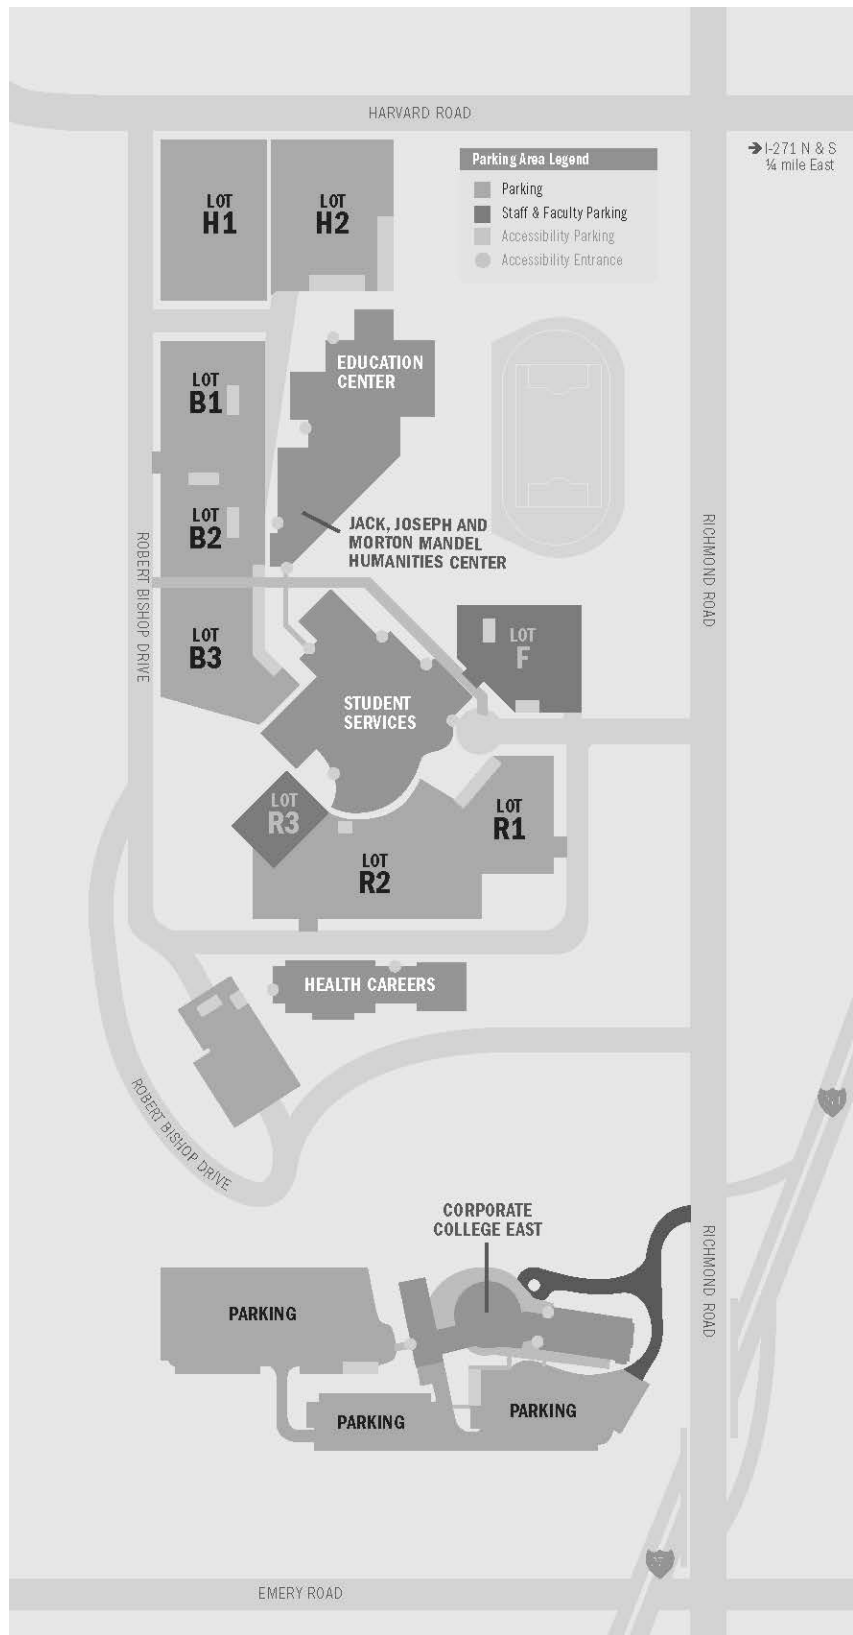 HARVARD ROAD
➔I-271 N & S
¼ mile East
Parking Area Legend
Parking
Staff & Faculty Parking
Accessibility Parking
Accessibility Entrance
LOT
H1
LOT
H2
EDUCATION
CENTER
LOT
B1
LOT
B2
JACK, JOSEPH AND
MORTON MANDEL
HUMANITIES CENTER
RICHMOND ROAD
ROBERT BISHOP DRIVE
LOT
B3
LOT
F
STUDENT
SERVICES
LOT
R3
LOT
R1
LOT
R2
HEALTH CAREERS
ROBERT BISHOP DRIVE
CORPORATE
COLLEGE EAST
RICHMOND ROAD
PARKING
PARKING
PARKING
EMERY ROAD